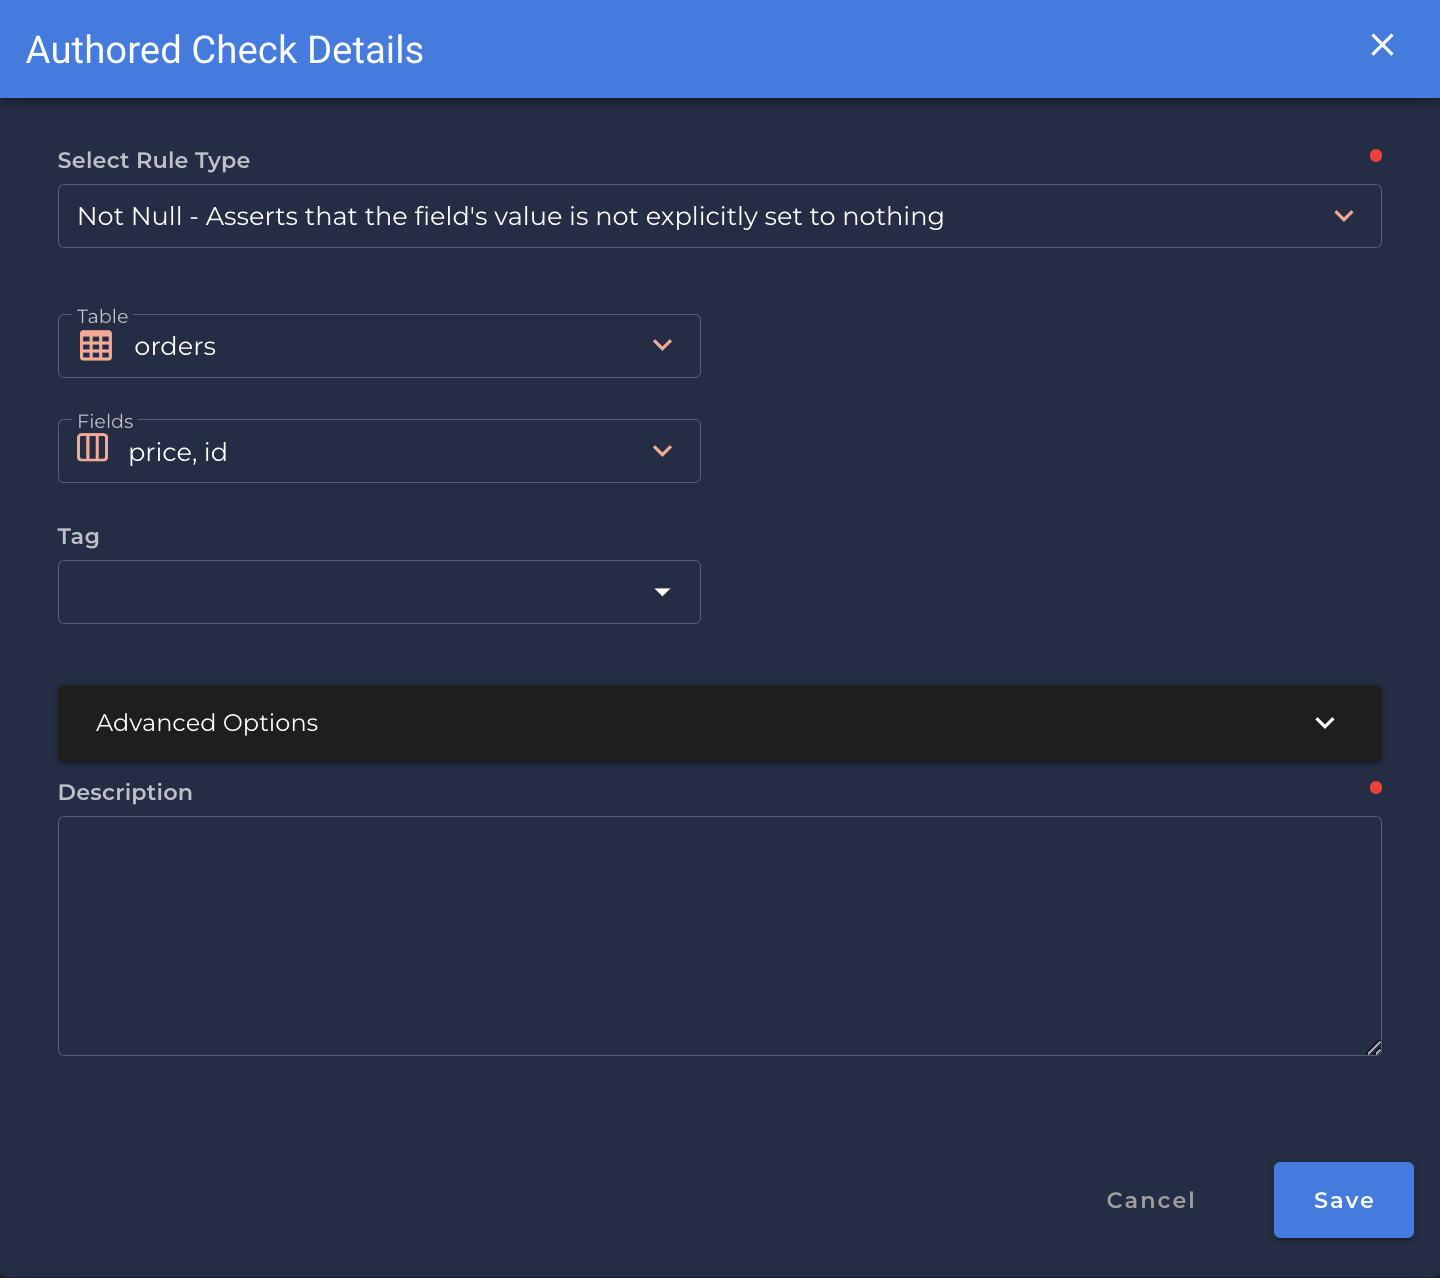 Authored Check Details
Select Rule Type
Not Null - Asserts that the field's value is not explicitly set to nothing
Table
orders
Fields
price, id
Tag
Advanced Options
Description
Cancel
Save